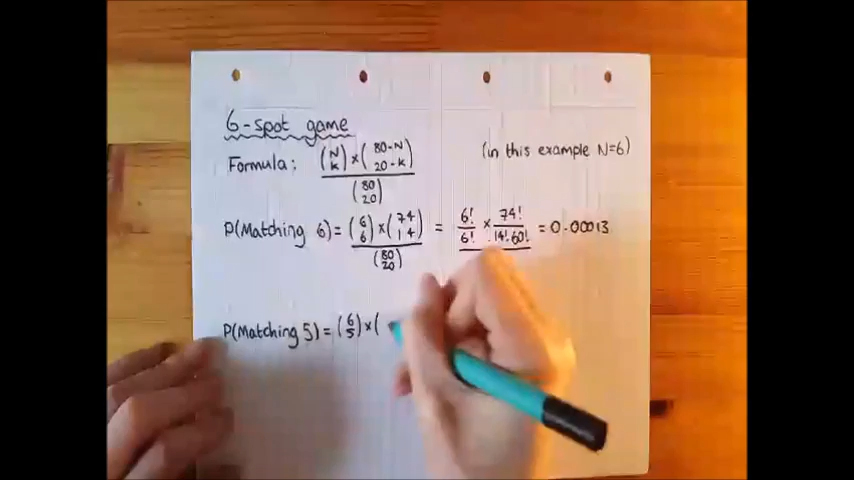 6-spot game
Formula: (N K) × (80-N 20-K) / (80 20) (in this example N=6)
P(Matching 6) = (6 6) × (74 14) / (80 20) = 6!/6! × 74!/14!60! = 0.00013
P(Matching 5) = (6 5) × (